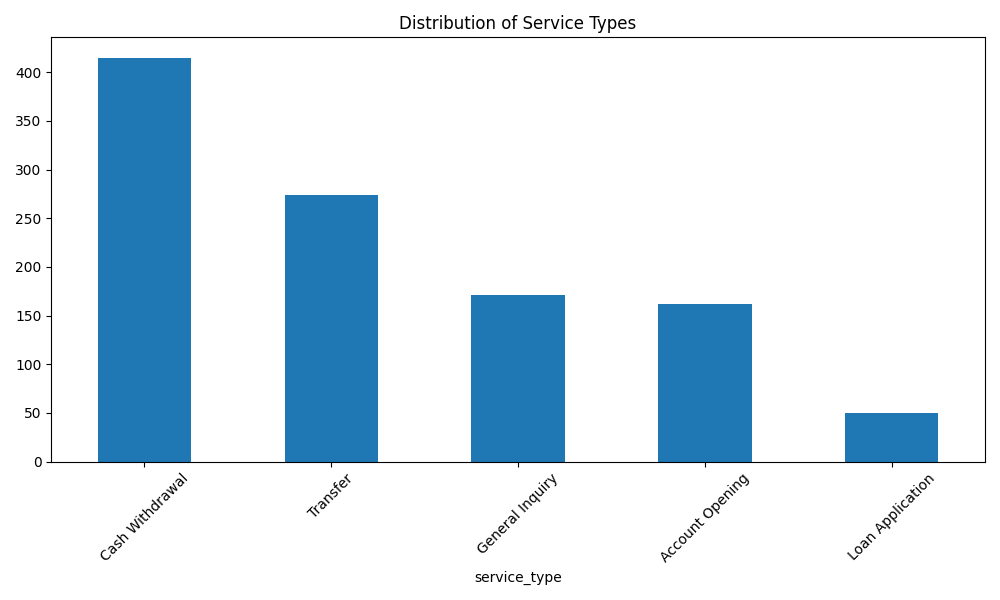 Distribution of Service Types
400
350
300
250
200
150
100
50
0
Cash Withdrawal
Transfer
General Inquiry
Account Opening
Loan Application
service_type